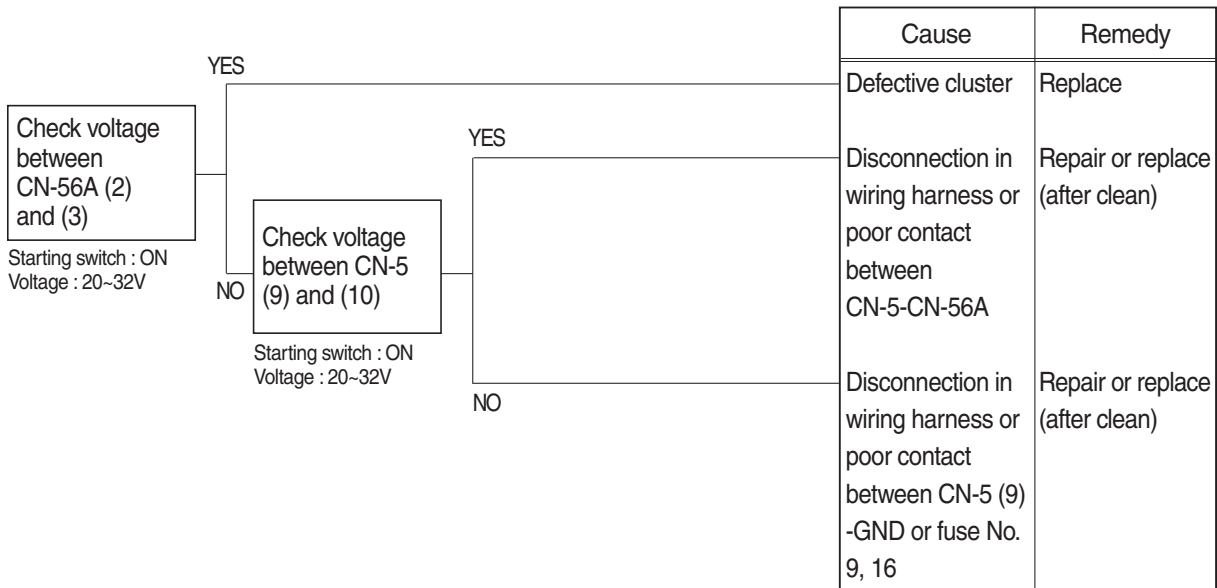 Cause
Remedy
YES
Defective cluster
Replace
Check voltage
between
CN-56A (2)
and (3)
Starting switch : ON
Voltage : 20~32V
YES
Disconnection in
wiring harness or
poor contact
between
CN-5-CN-56A
Repair or replace
(after clean)
NO
Check voltage
between CN-5
(9) and (10)
Starting switch : ON
Voltage : 20~32V
NO
Disconnection in
wiring harness or
poor contact
between CN-5 (9)
-GND or fuse No.
9, 16
Repair or replace
(after clean)